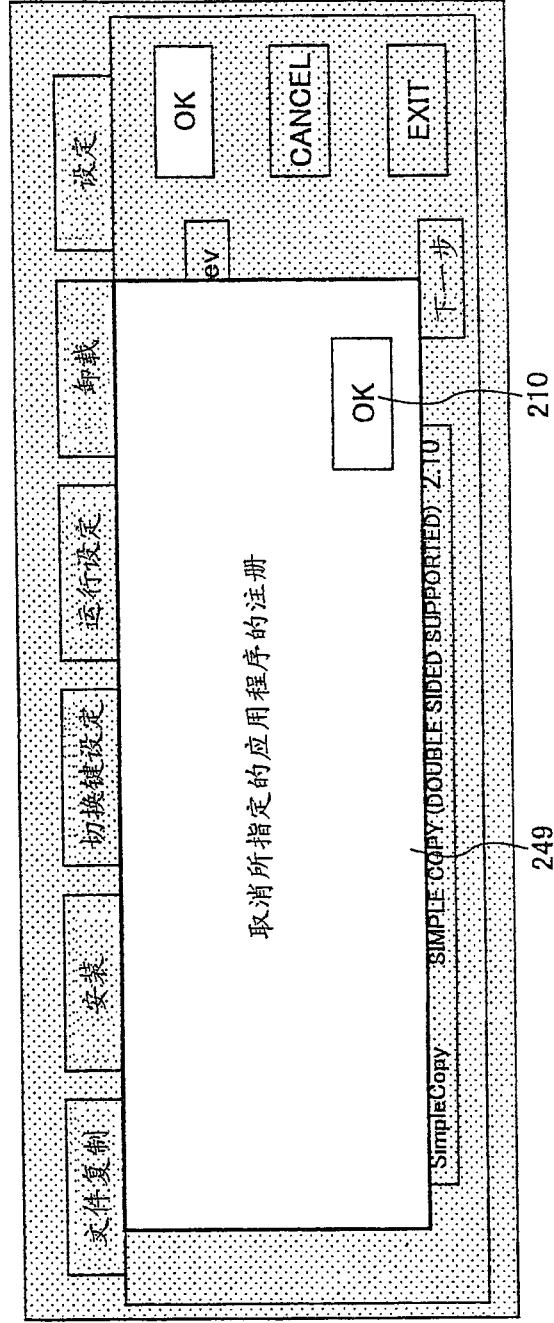 文件复制
安装
切换键设定
运行设定
卸载
设定
取消所指定的应用程序的注册
OK
210
249
ev
OK
CANCEL
EXIT
下一步
SimpleCopy
SIMPLE COPY (DOUBLE SIDED SUPPORTED) 2.10